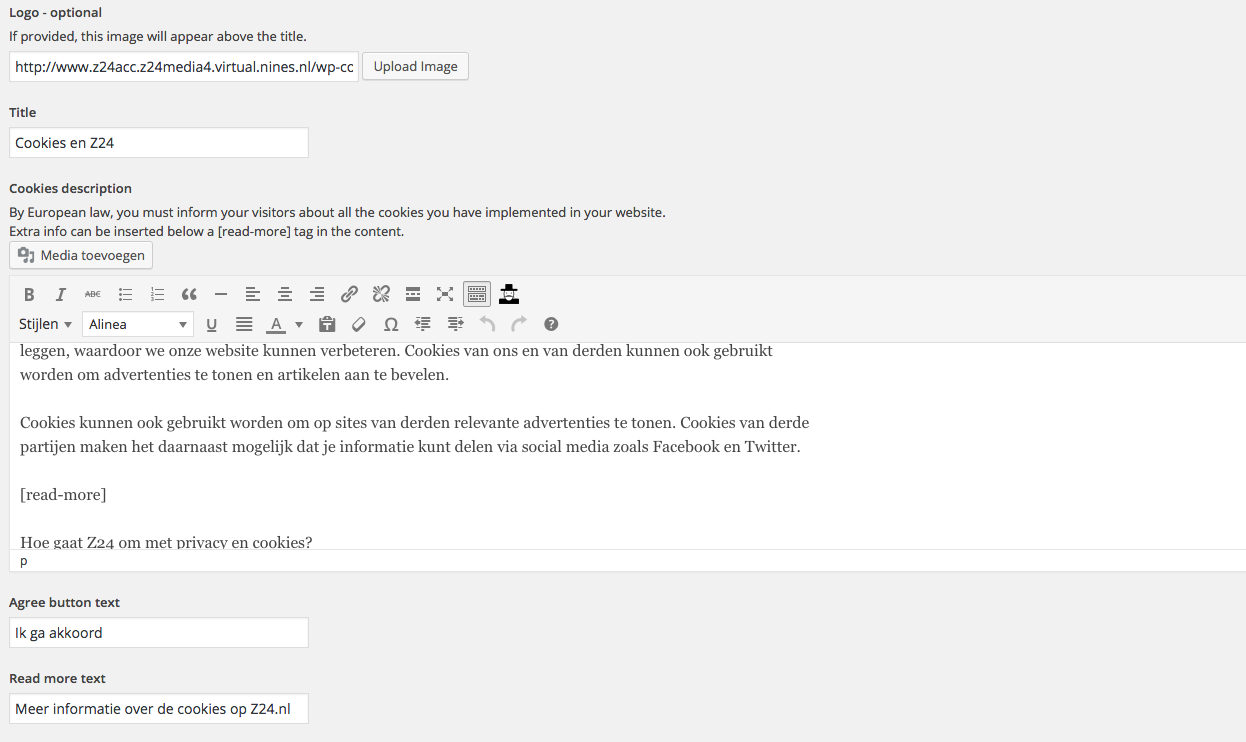 Logo - optional
If provided, this image will appear above the title.
http://www.z24acc.z24media4.virtual.nines.nl/wp-cc Upload Image
Title
Cookies en Z24
Cookies description
By European law, you must inform your visitors about all the cookies you have implemented in your website.
Extra info can be inserted below a [read-more] tag in the content.
Media toevoegen
B I ABC
Stijlen Alinea U A T Ω ?
leggen, waardoor we onze website kunnen verbeteren. Cookies van ons en van derden kunnen ook gebruikt
worden om advertenties te tonen en artikelen aan te bevelen.
Cookies kunnen ook gebruikt worden om op sites van derden relevante advertenties te tonen. Cookies van derde
partijen maken het daarnaast mogelijk dat je informatie kunt delen via social media zoals Facebook en Twitter.
[read-more]
Hoe gaat Z24 om met privacy en cookies?
p
Agree button text
Ik ga akkoord
Read more text
Meer informatie over de cookies op Z24.nl